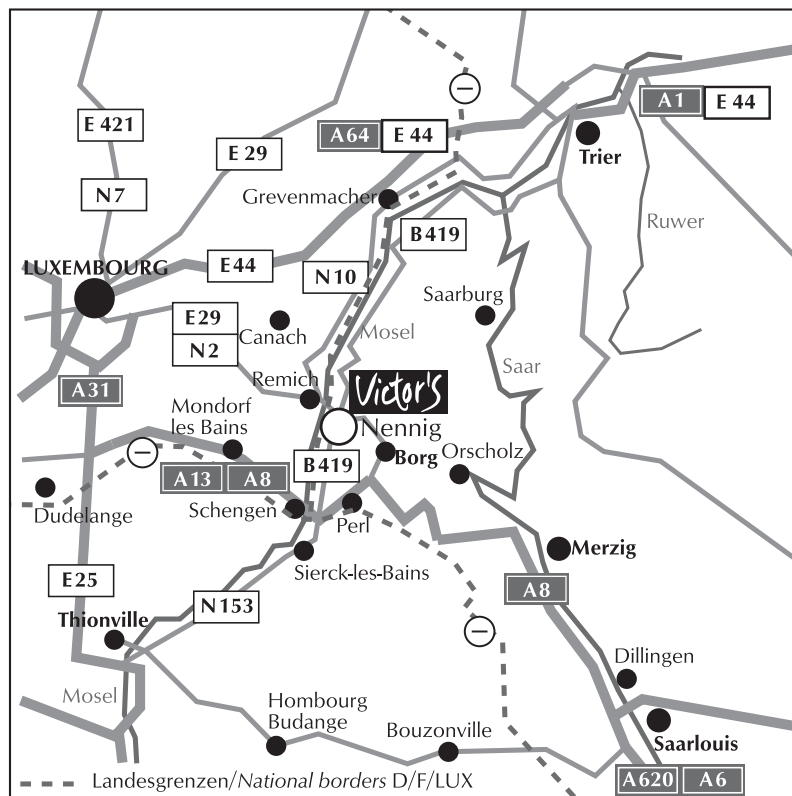 E 421
E 29
N7
A64 E 44
A1 E 44
Trier
Grevenmacher
Ruwer
B419
LUXEMBOURG
E44
N10
Saarburg
E29
N2
Canach
Mosel
Saar
Remich
Victor's
A31
Mondorf
les Bains
Nennig
Borg
Orscholz
B419
A13 A8
Dudelange
Schengen
Perl
Merzig
Sierck-les-Bains
E25
A8
N153
Thionville
Dillingen
Mosel
Hombourg
Budange
Bouzonville
Saarlouis
A620 A6
Landesgrenzen/National borders D/F/LUX